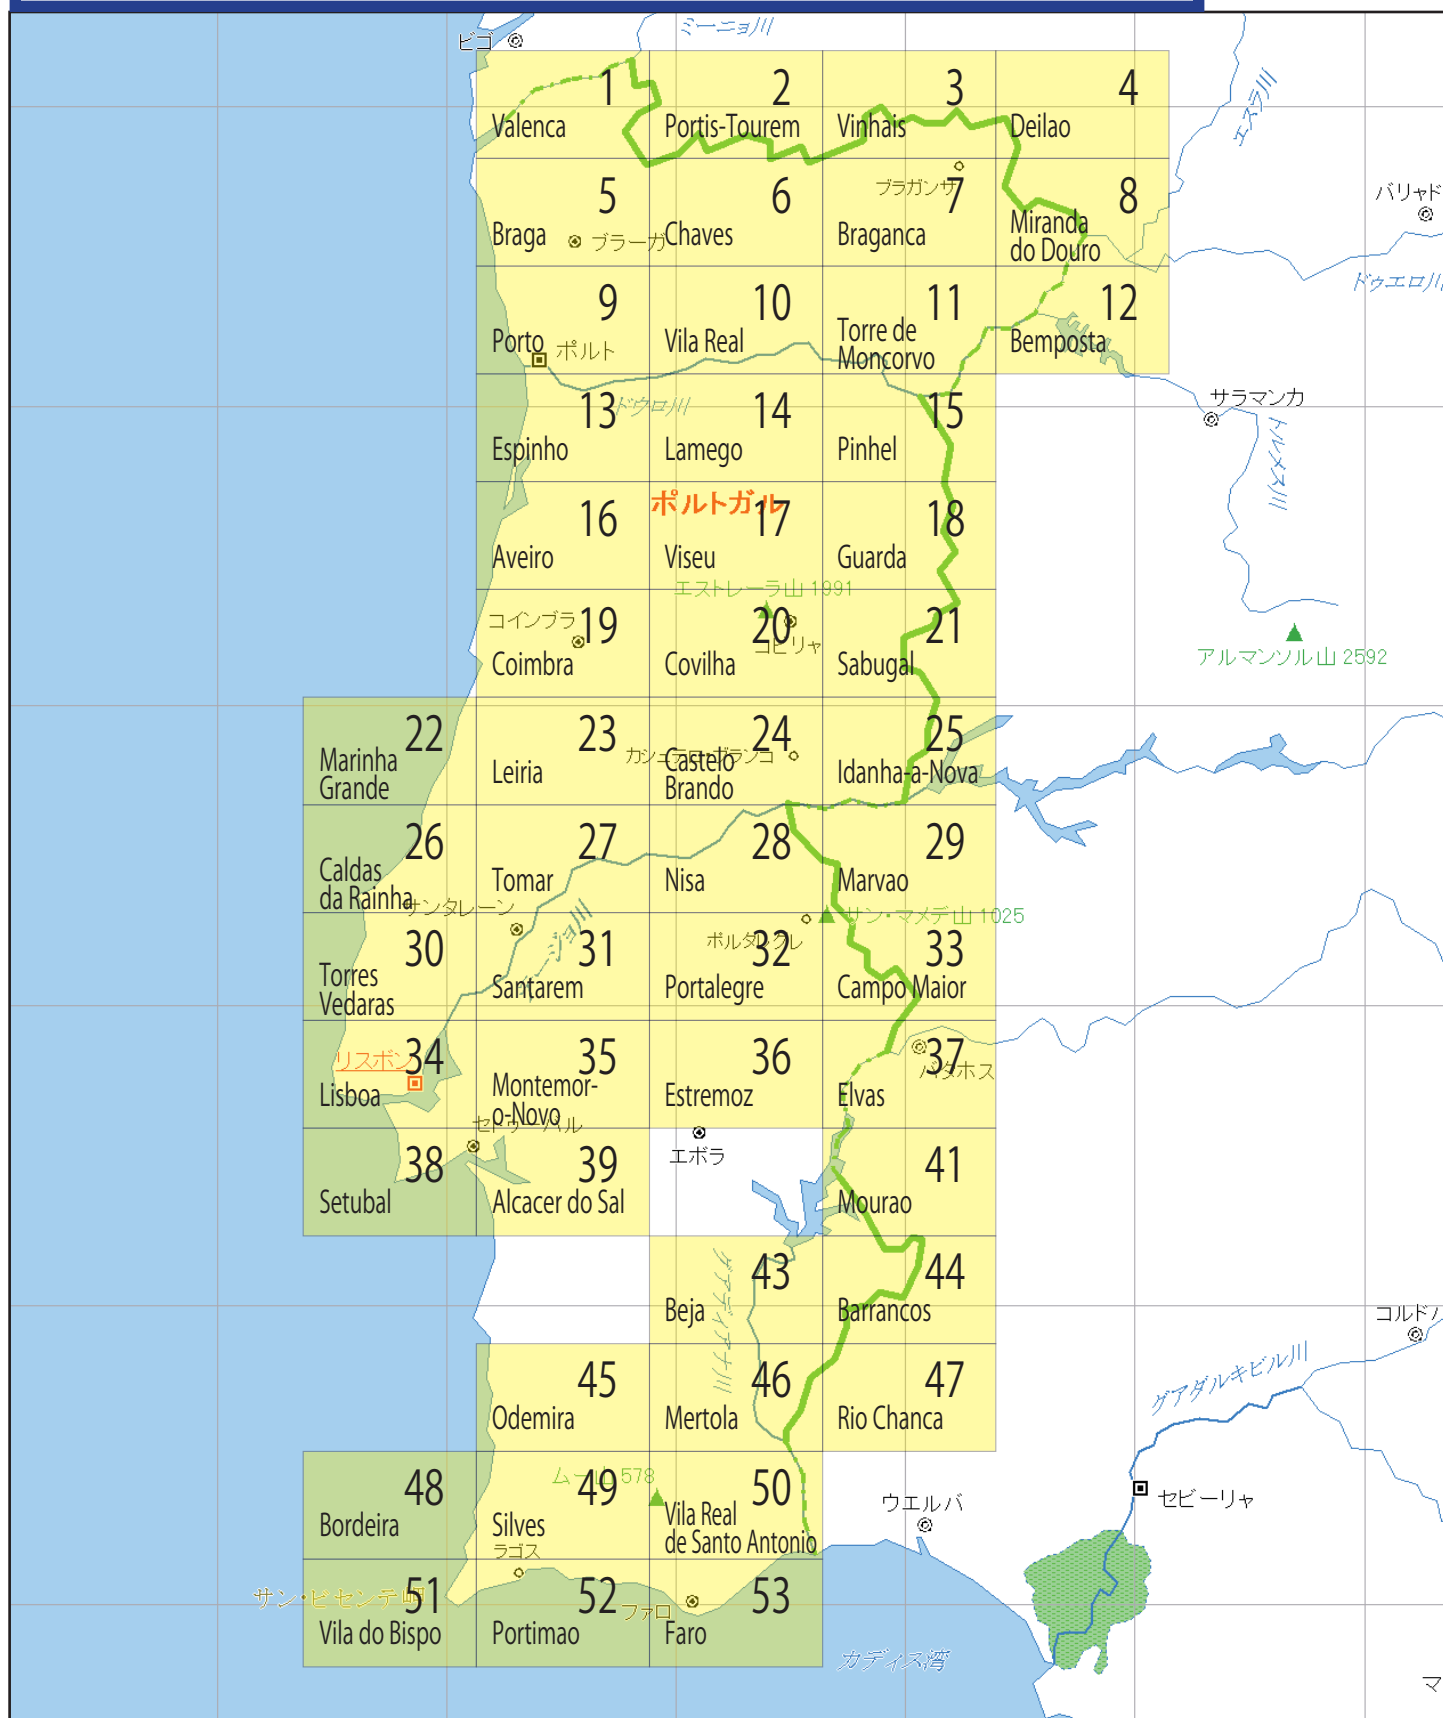 ミーニョ川
ビゴ
1
Valenca
2
Portis-Tourem
3
Vinhais
4
Deilao
エスラ川
バリャド
5
Braga
ブラーガ
6
Chaves
ブラガンサ
7
Braganca
8
Miranda
do Douro
ドゥエロ川
9
Porto
ポルト
10
Vila Real
11
Torre de
Moncorvo
12
Bemposta
サラマンカ
トルメス川
13
Espinho
ドウロ川
14
Lamego
15
Pinhel
ポルトガル
16
Aveiro
17
Viseu
18
Guarda
エストレーラ山 1991
コインブラ
19
Coimbra
20
コビリャ
Covilha
21
Sabugal
アルマンソル山 2592
22
Marinha
Grande
23
Leiria
カシュテロ・ブランコ
24
Castelo
Brando
25
Idanha-a-Nova
26
Caldas
da Rainha
27
Tomar
28
Nisa
29
Marvao
サンタレーン
サン・マメデ山 1025
30
Torres
Vedaras
31
Santarem
ポルタレグレ
32
Portalegre
33
Campo Maior
リスボン
34
Lisboa
35
Montemor-
o-Novo
36
Estremoz
37
バダホス
Elvas
セトゥーバル
38
Setubal
39
Alcacer do Sal
エボラ
41
Mourao
グアディアナ川
43
Beja
44
Barrancos
コルドバ
グアダルキビル川
45
Odemira
46
Mertola
47
Rio Chanca
ムー山 578
48
Bordeira
49
Silves
ラゴス
50
Vila Real
de Santo Antonio
ウエルバ
セビーリャ
サン・ビセンテ岬
51
Vila do Bispo
52
Portimao
ファロ
53
Faro
カディス湾
マ